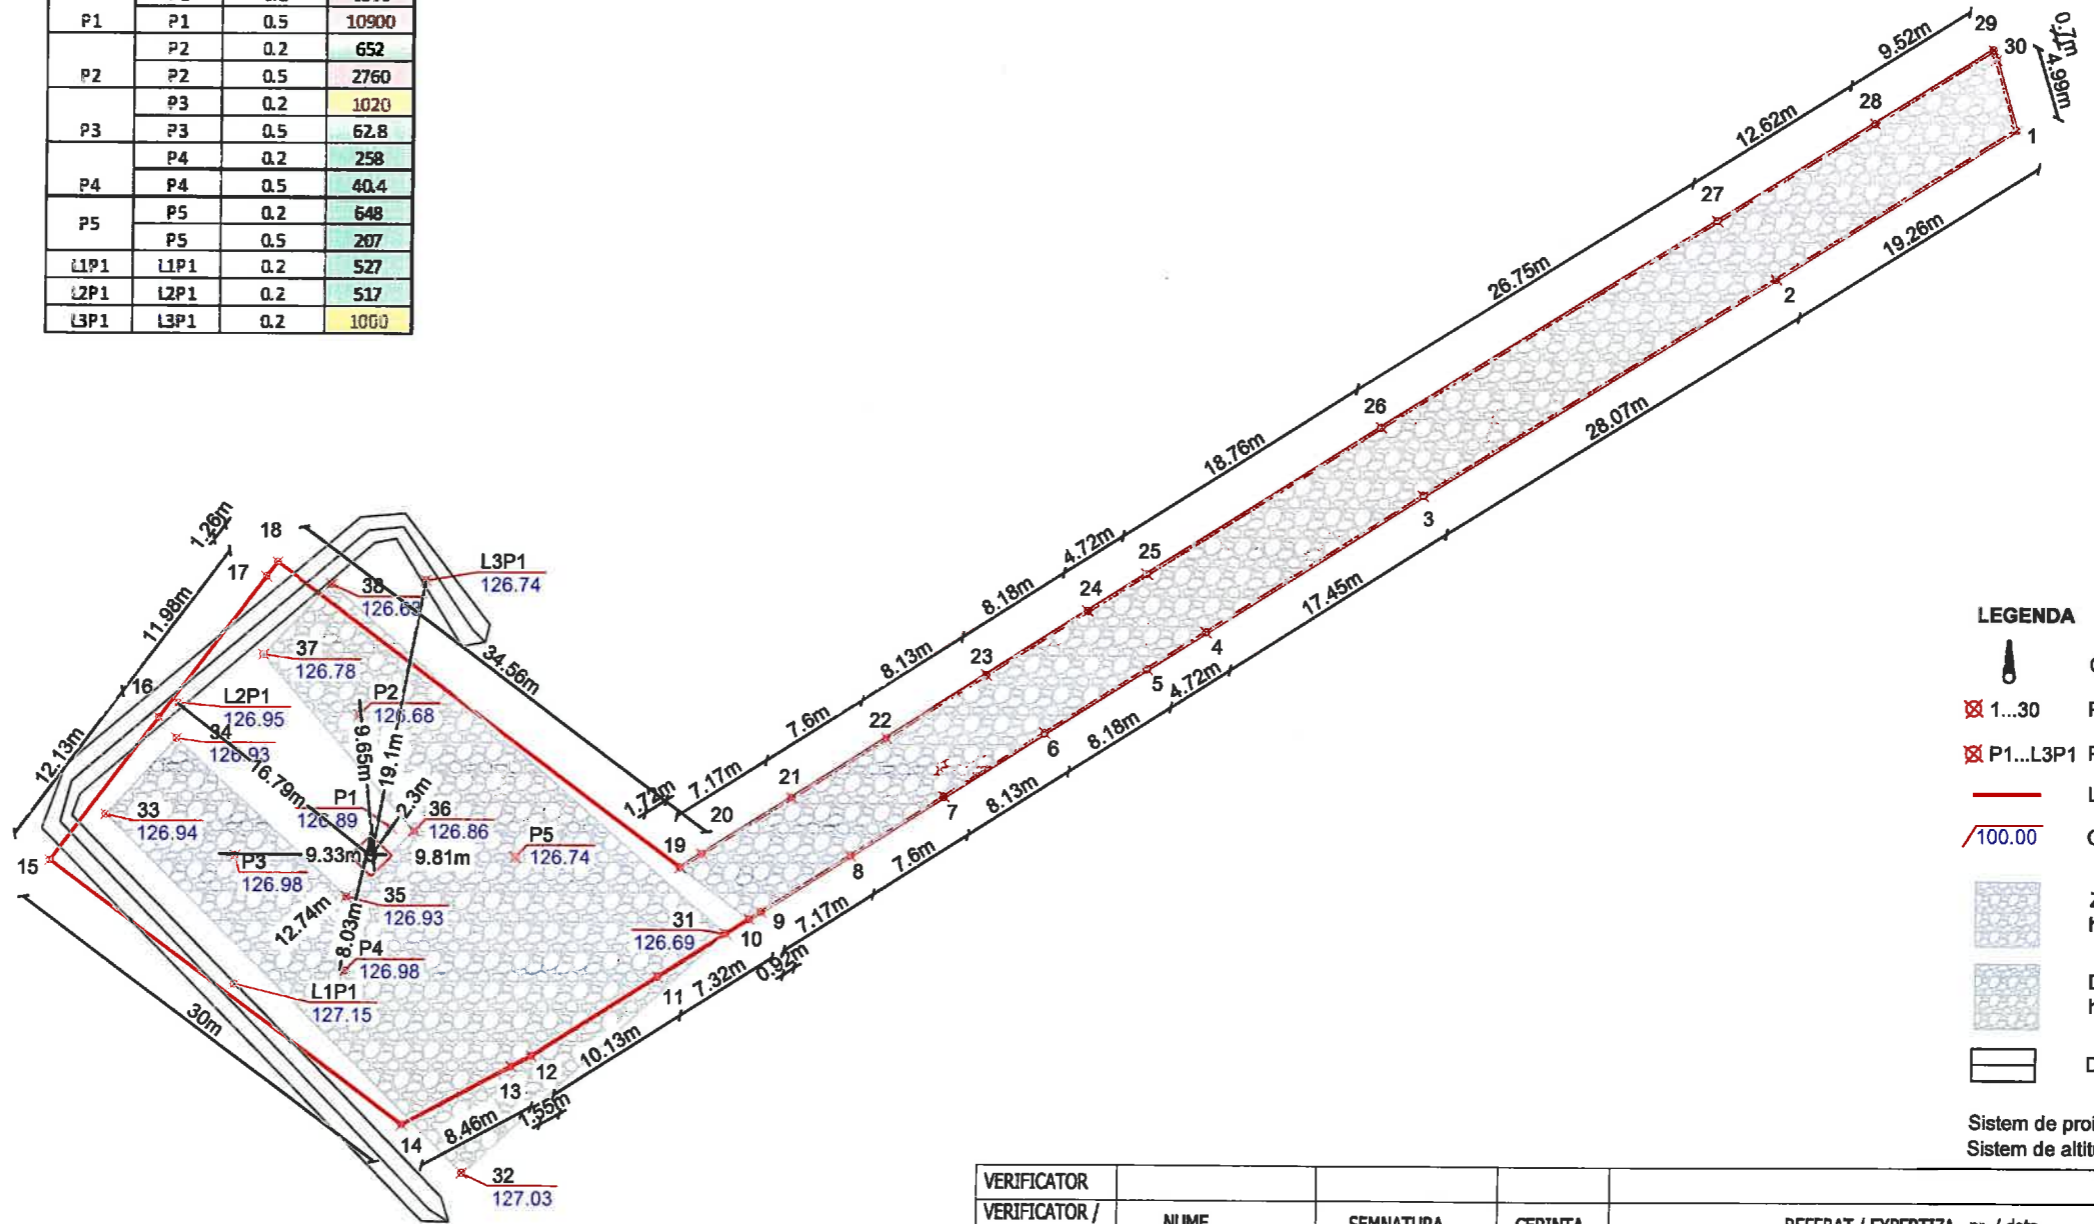 P1 P1 0.5 10900
P2 0.2 652
P2 P2 0.5 2760
P3 0.2 1020
P3 P3 0.5 62.8
P4 0.2 258
P4 P4 0.5 40.4
P5 P5 0.2 648
P5 0.5 207
L1P1 L1P1 0.2 527
L2P1 L2P1 0.2 517
L3P1 L3P1 0.2 1000
29
0.7m
30
9.52m
4.99m
28
12.62m
1
27
19.26m
26.75m
2
26
28.07m
18.76m
3
25
4.72m
17.45m
24
8.18m
4
23
8.13m
5
4.72m
22
7.6m
6
8.18m
21
7.17m
7
8.13m
20
1.72m
8
7.6m
19
9
7.17m
10
0.92m
31
126.69
7.32m
11
10.13m
12
13
1.55m
8.46m
14
32
127.03
18
1.26m
17
11.98m
16
12.13m
15
30m
34.56m
38
L3P1
126.74
37
126.78
L2P1
126.95
P2
126.68
34
126.93
9.65m
19.1m
16.79m
2.3m
33
126.94
P1
126.89
36
126.86
P5
126.74
9.33m
9.81m
P3
126.98
35
126.93
12.74m
8.03m
P4
126.98
L1P1
127.15
LEGENDA
1...30
P1...L3P1
100.00
Sistem de
Sistem de
VERIFICATOR
VERIFICATOR /
NUME SEMNATURA CERINTA REFERAT / EXPERTIZA nr. / data